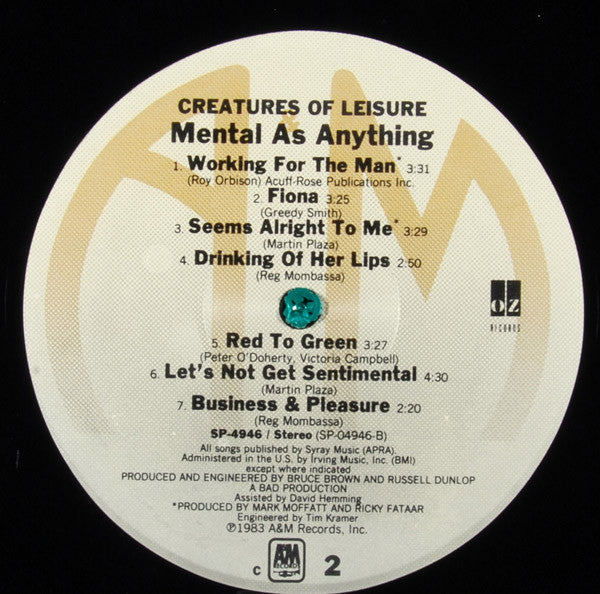 CREATURES OF LEISURE
Mental As Anything
1. Working For The Man* 3:31
(Roy Orbison) Acuff-Rose Publications Inc.
2. Fiona 3:25
(Greedy Smith)
3. Seems Alright To Me* 3:29
(Martin Plaza)
4. Drinking Of Her Lips 2:50
(Reg Mombassa)
OZ
RECORDS
5. Red To Green 3:27
(Peter O'Doherty, Victoria Campbell)
6. Let's Not Get Sentimental 4:30
(Martin Plaza)
7. Business & Pleasure 2:20
(Reg Mombassa)
SP-4946 / Stereo (SP-04946-B)
All songs published by Syray Music (APRA).
Administered in the U.S. by Irving Music, Inc. (BMI)
except where indicated
PRODUCED AND ENGINEERED BY BRUCE BROWN AND RUSSELL DUNLOP
A BAD PRODUCTION
Assisted by David Hemming
*PRODUCED BY MARK MOFFATT AND RICKY FATAAR
Engineered by Tim Kramer
℗1983 A&M Records, Inc.
C A&M RECORDS 2